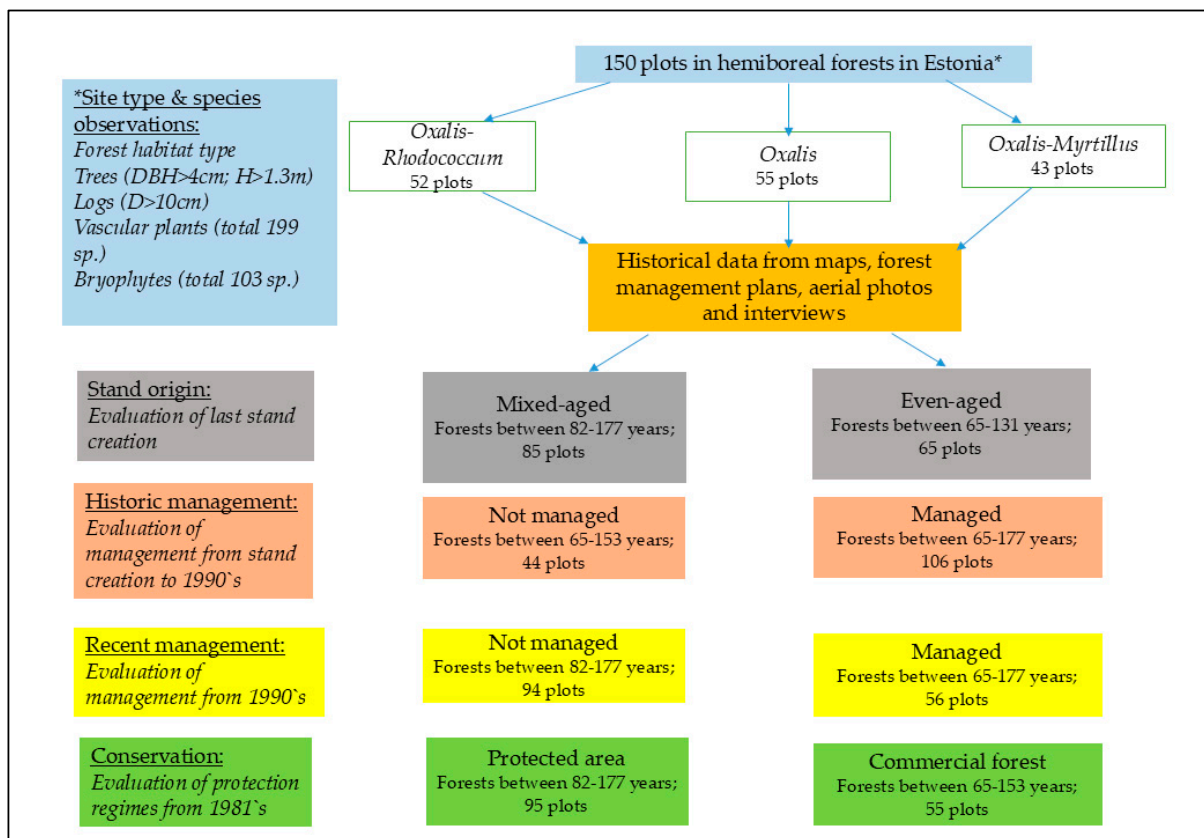 150 plots in hemiboreal forests in Estonia*
*Site type & species
observations:
Forest habitat type
Trees (DBH>4cm; H>1.3m)
Logs (D>10cm)
Vascular plants (total 199
sp.)
Bryophytes (total 103 sp.)
Oxalis-
Rhodococcum
52 plots
Oxalis
55 plots
Oxalis-Myrtillus
43 plots
Historical data from maps, forest
management plans, aerial photos
and interviews
Stand origin:
Evaluation of last stand
creation
Mixed-aged
Forests between 82-177 years;
85 plots
Even-aged
Forests between 65-131 years;
65 plots
Historic management:
Evaluation of
management from stand
creation to 1990`s
Not managed
Forests between 65-153 years;
44 plots
Managed
Forests between 65-177 years;
106 plots
Recent management:
Evaluation of
management from 1990`s
Not managed
Forests between 82-177 years;
94 plots
Managed
Forests between 65-177 years;
56 plots
Conservation:
Evaluation of protection
regimes from 1981`s
Protected area
Forests between 82-177 years;
95 plots
Commercial forest
Forests between 65-153 years;
55 plots